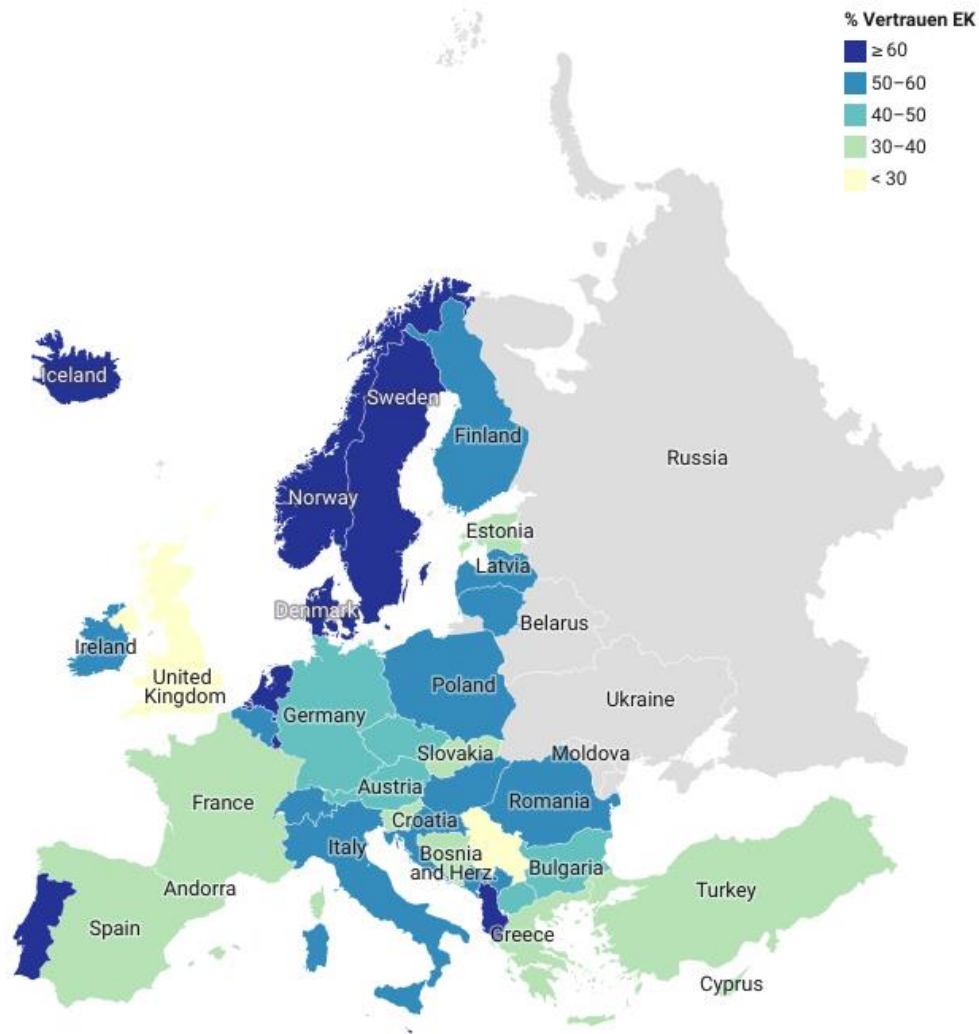 % Vertrauen EK
≥ 60
50–60
40–50
30–40
< 30
Iceland
Sweden
Finland
Norway
Russia
Estonia
Latvia
Denmark
Belarus
Ireland
United
Kingdom
Poland
Ukraine
Germany
Slovakia
Moldova
Austria
France
Romania
Croatia
Italy
Bosnia
and Herz.
Bulgaria
Andorra
Turkey
Spain
Greece
Cyprus